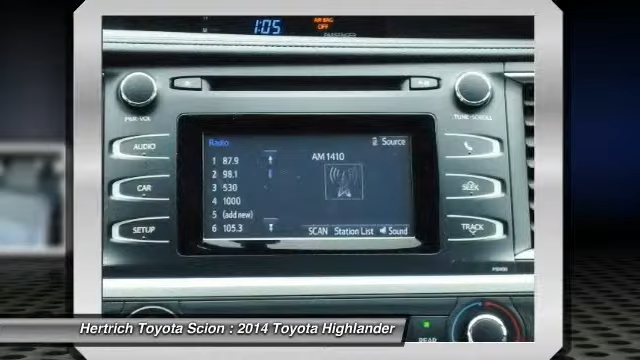 1:05
AIR BAG
OFF
PASSENGER
PWR•VOL
TUNE•SCROLL
AUDIO
CAR
SETUP
SEEK
TRACK
Radio
Source
AM 1410
1 87.9
2 98.1
3 530
4 1000
5 (add new)
6 105.3
SCAN Station List Sound
REAR
Hertrich Toyota Scion : 2014 Toyota Highlander